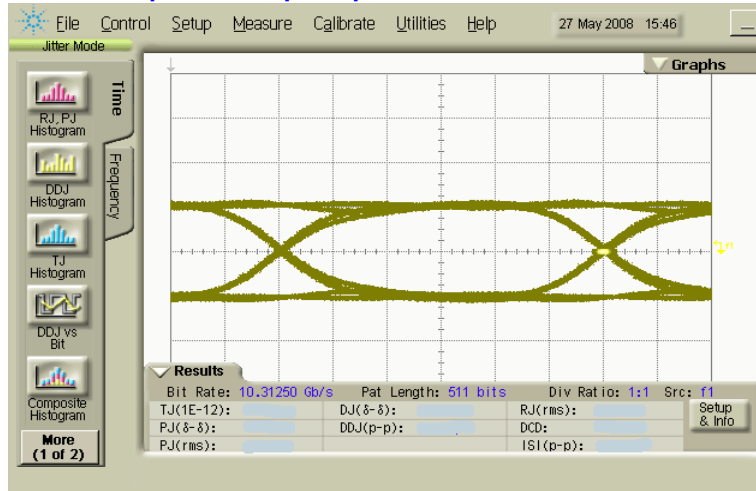 File Control Setup Measure Calibrate Utilities Help 27 May 2008 15:46
Jitter Mode
Graphs
Time
Frequency
RJ, PJ
Histogram
DDJ
Histogram
TJ
Histogram
DDJ vs
Bit
Composite
Histogram
More
(1 of 2)
Results
Bit Rate: 10.31250 Gb/s Pat Length: 511 bits Div Ratio: 1:1 Src: f1
TJ(1E-12): DJ(δ-δ): RJ(rms):
PJ(δ-δ): DDJ(p-p): DCD:
PJ(rms): ISI(p-p):
Setup
& Info